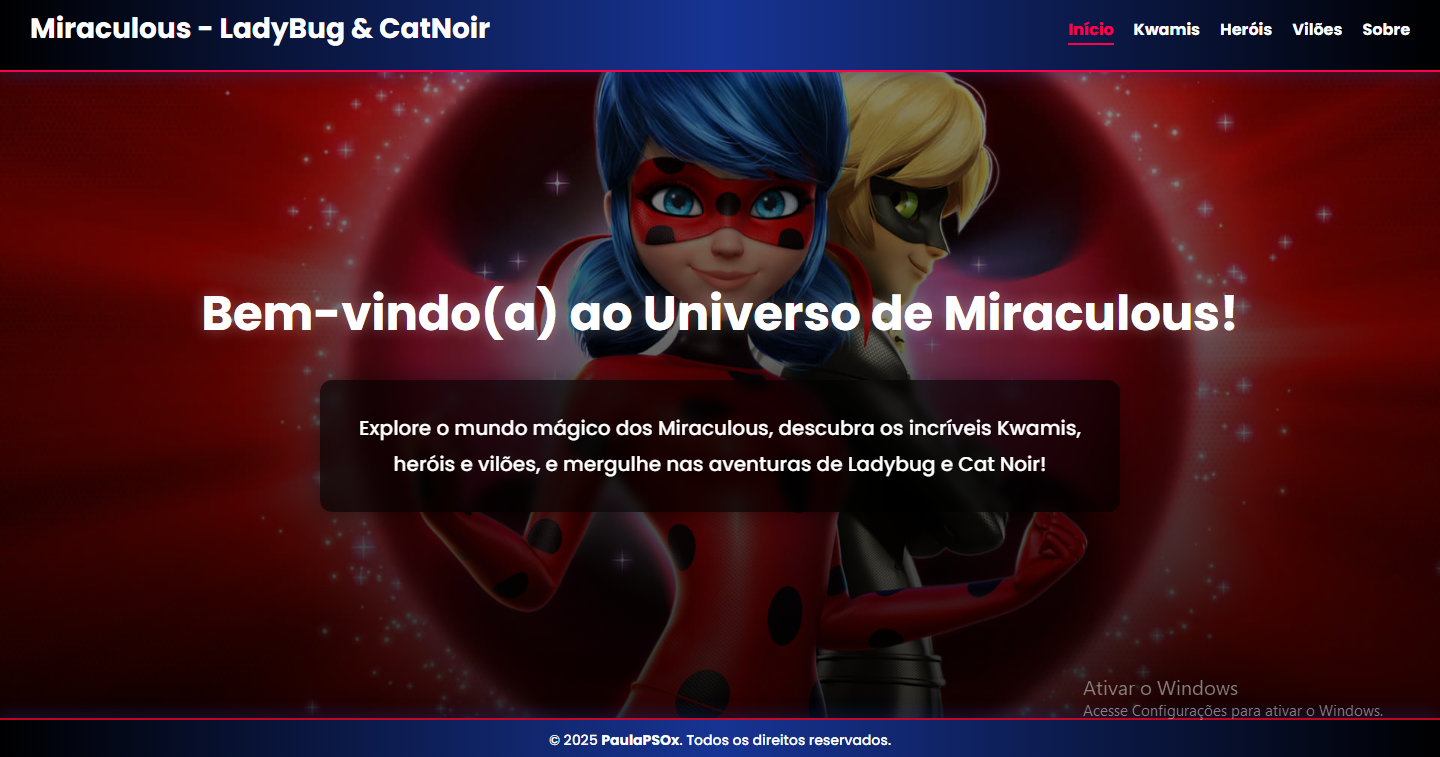 Miraculous - LadyBug & CatNoir
Início Kwamis Heróis Vilões Sobre
Bem-vindo(a) ao Universo de Miraculous!
Explore o mundo mágico dos Miraculous, descubra os incríveis Kwamis,
heróis e vilões, e mergulhe nas aventuras de Ladybug e Cat Noir!
Ativar o Windows
Acesse Configurações para ativar o Windows.
© 2025 PaulaPSOx. Todos os direitos reservados.